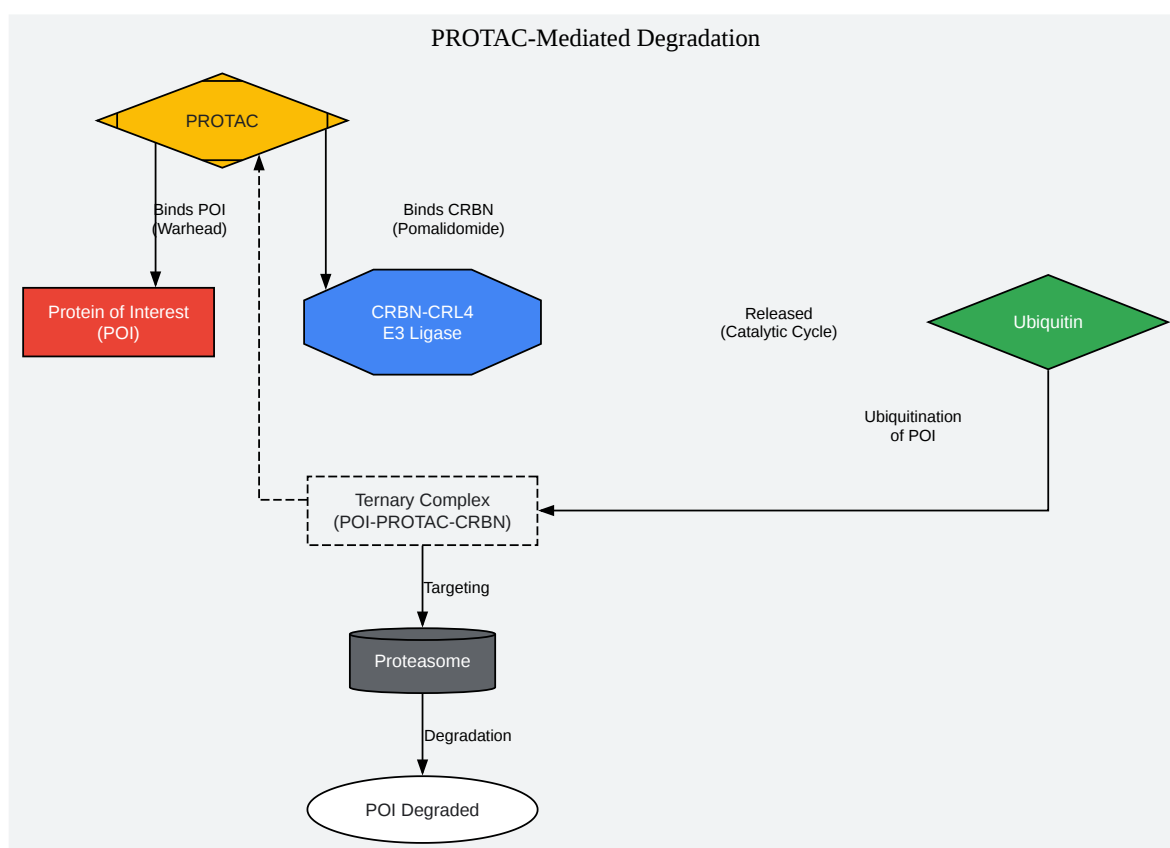 PROTAC-Mediated Degradation
PROTAC
Binds POI
(Warhead)
Binds CRBN
(Pomalidomide)
Protein of Interest
(POI)
CRBN-CRL4
E3 Ligase
Released
(Catalytic Cycle)
Ubiquitin
Ubiquitination
of POI
Ternary Complex
(POI-PROTAC-CRBN)
Targeting
Proteasome
Degradation
POI Degraded